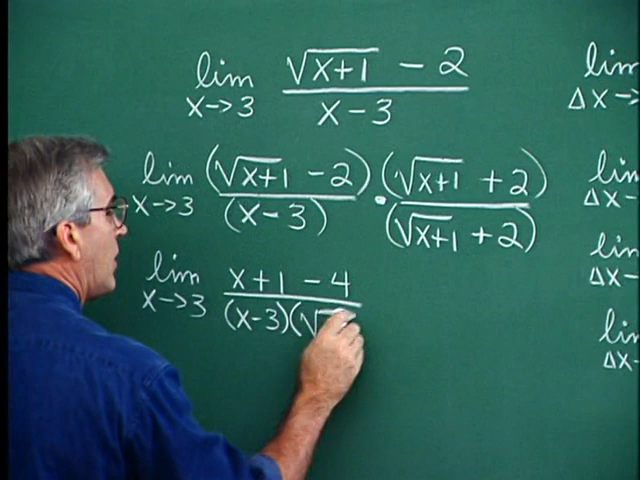 lim √x+1 - 2
x→3 x-3
lim (√x+1 - 2) · (√x+1 + 2)
x→3 (x-3) (√x+1 + 2)
lim x+1-4
x→3 (x-3)(√
lim
Δx→
lim
Δx-
lim
Δx-
lim
Δx-